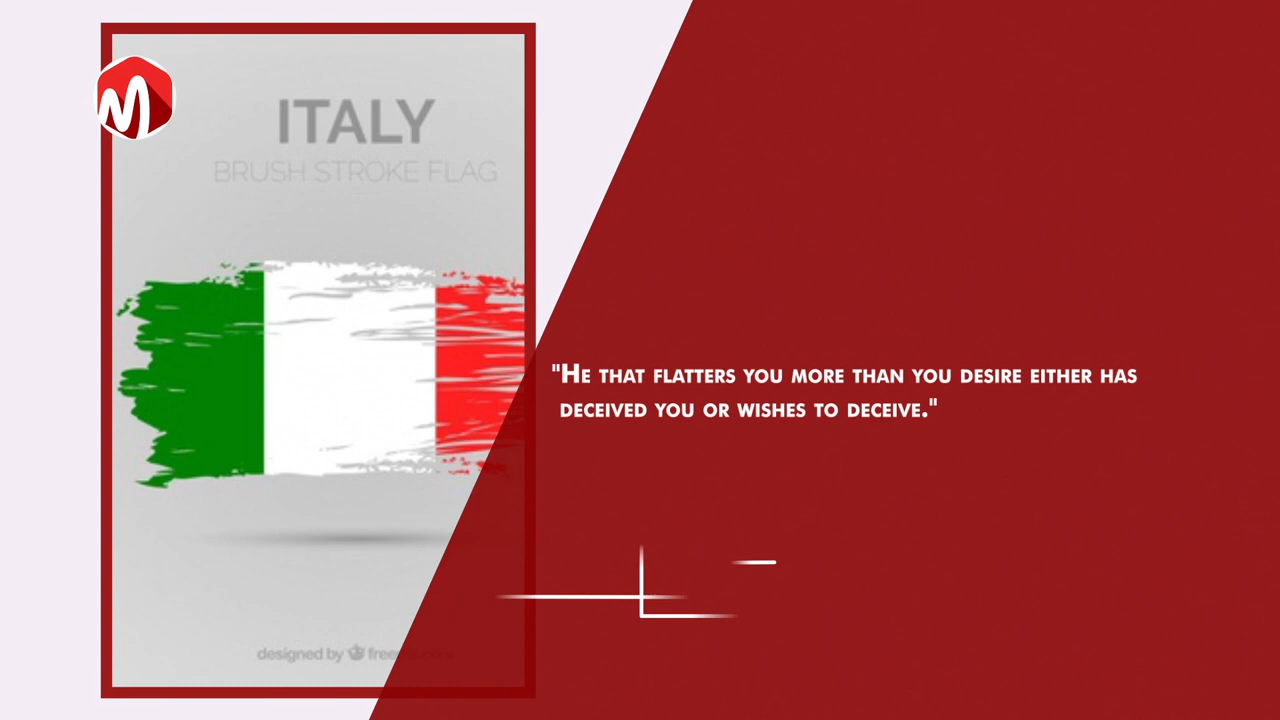 ITALY
BRUSH STROKE FLAG
"He that flatters you more than you desire either has
deceived you or wishes to deceive."
designed by